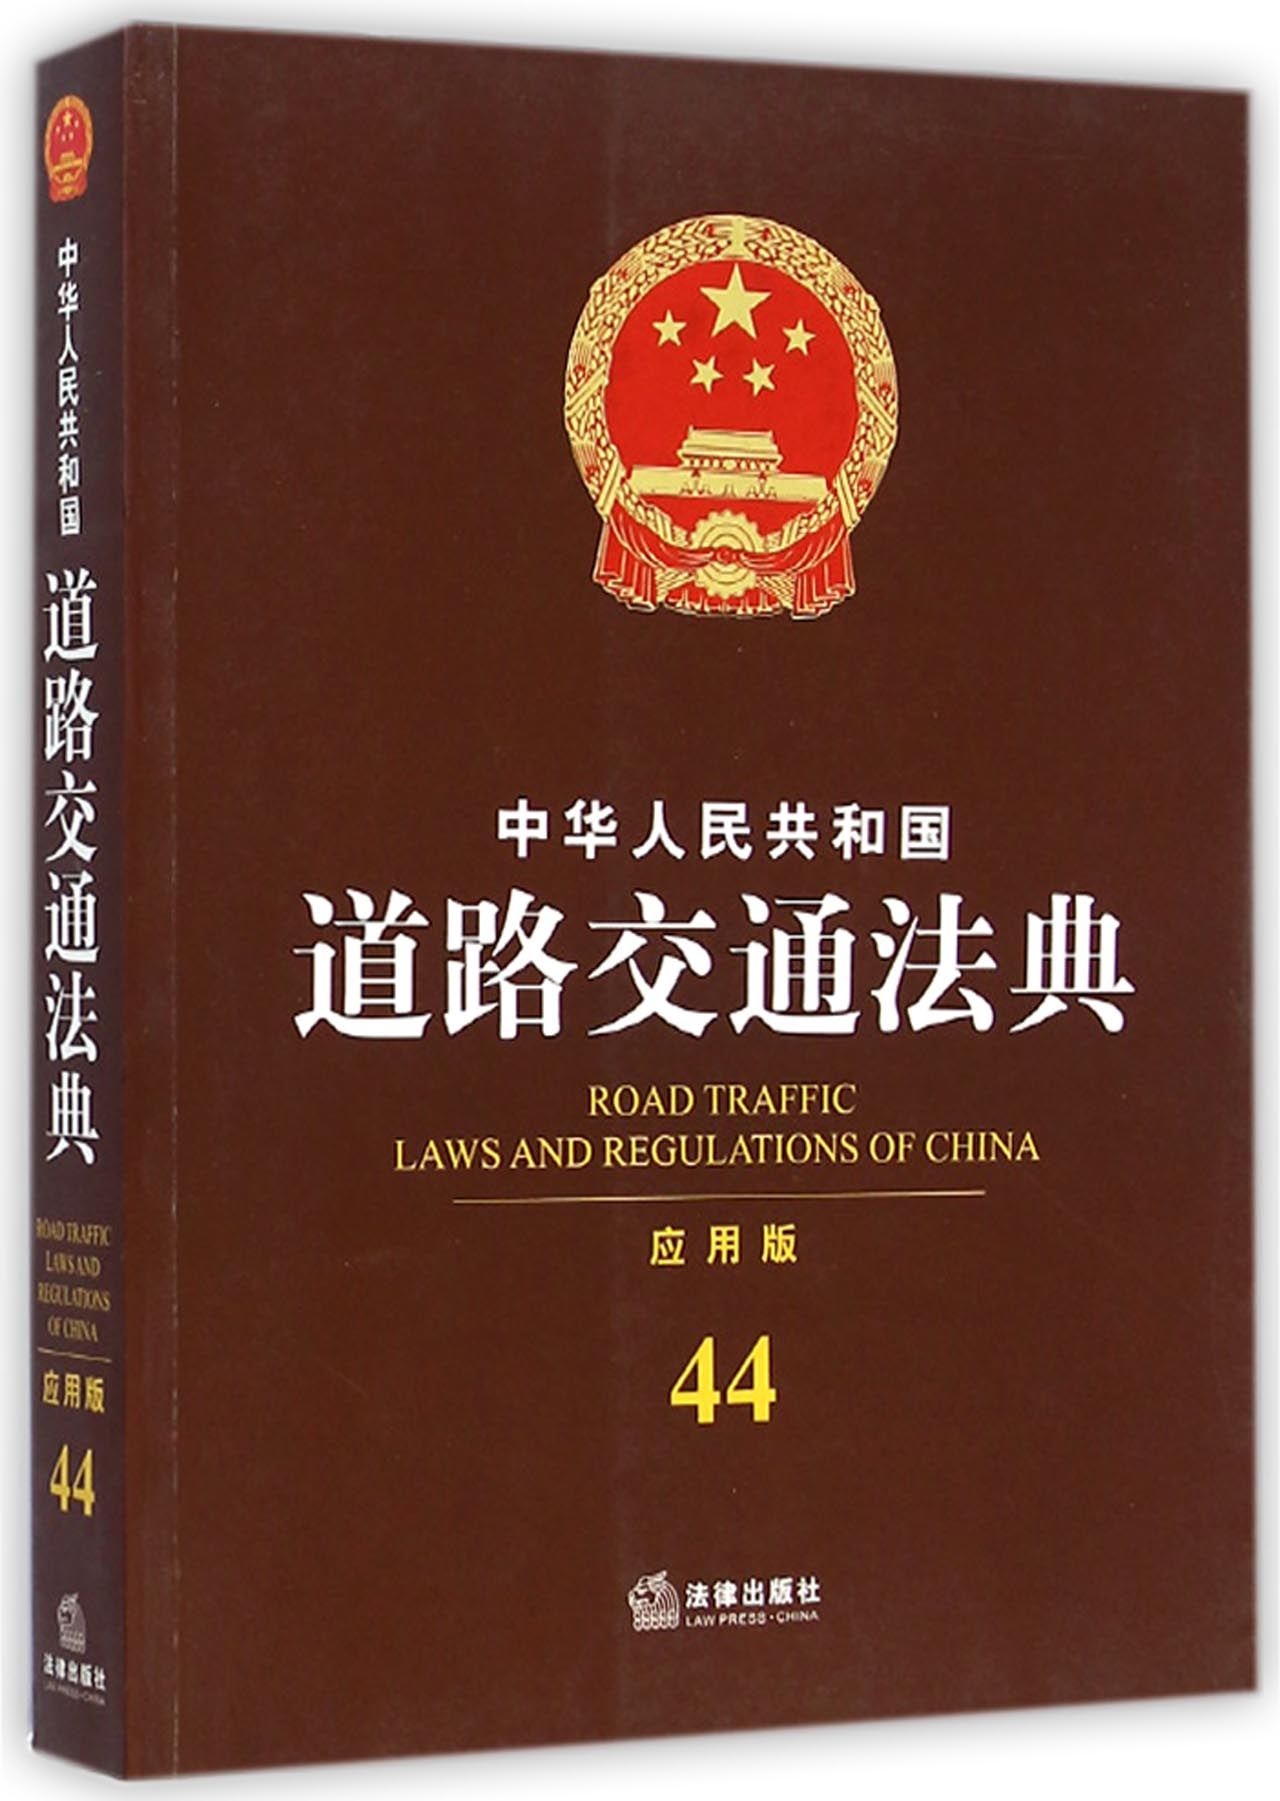 中华人民共和国
道路交通法典
ROAD TRAFFIC
LAWS AND REGULATIONS OF CHINA
应用版
44
法律出版社
LAW PRESS·CHINA
中华人民共和国
道路交通法典
ROAD TRAFFIC
LAWS AND
REGULATIONS
OF CHINA
应用版
44
法律出版社
LAW PRESS·CHINA